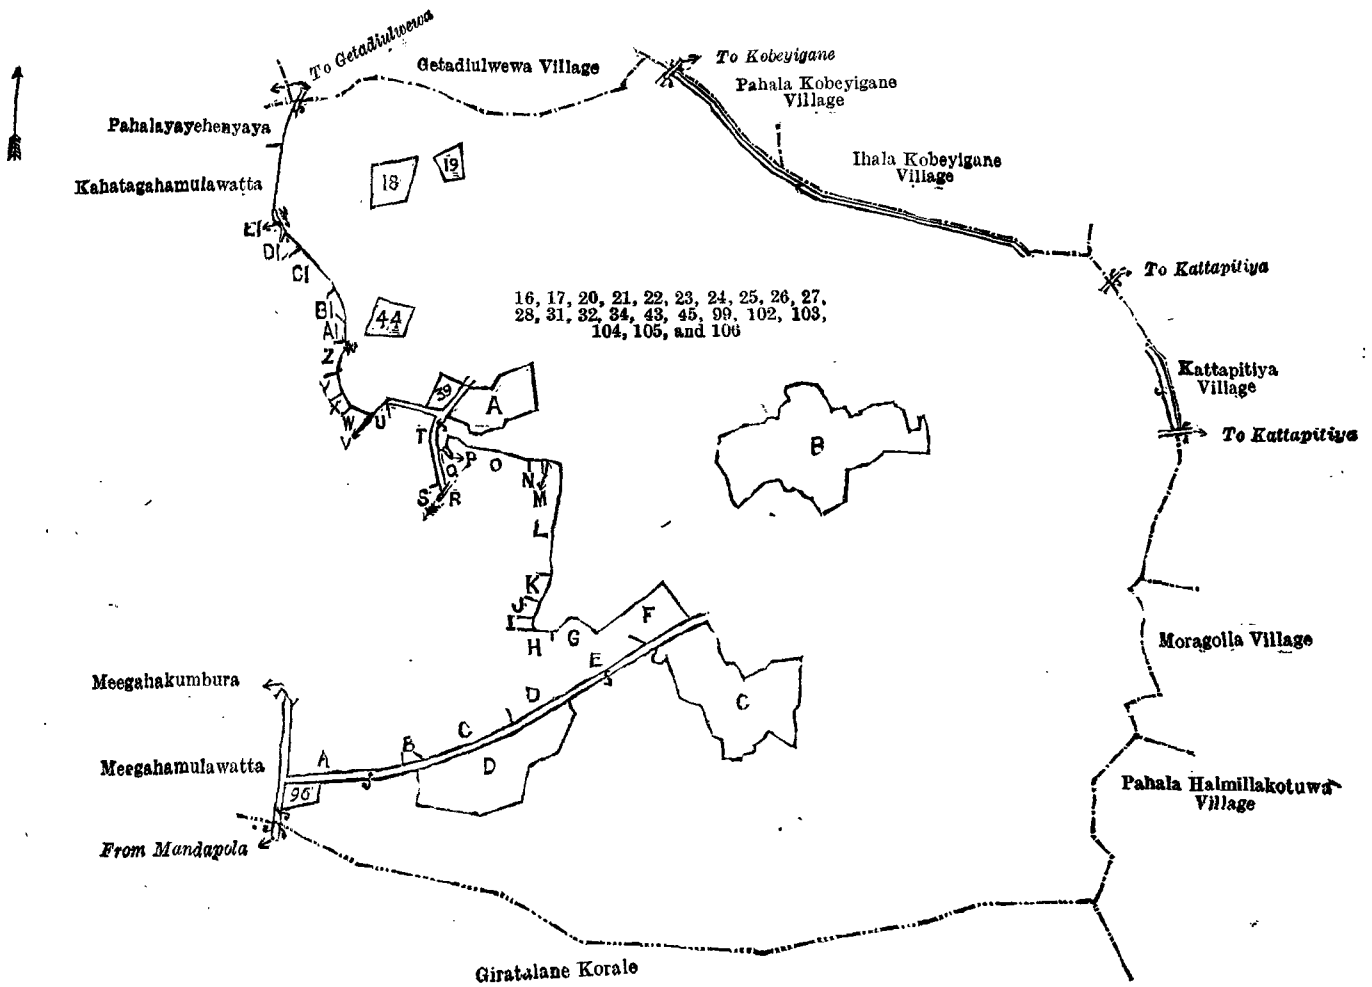 To Getadiulwewa
Getadiulwewa Village
To Kobeyigane
Pahala Kobeyigane
Village
Pahalayayehenyaya
Ihala Kobeyigane
Village
Kahatagahamulawatta
18
19
E1
D1
C1
To Kattapitiya
B1
A1
44
16, 17, 20, 21, 22, 23, 24, 25, 26, 27,
28, 31, 32, 34, 43, 45, 99, 102, 103,
104, 105, and 106
Z
Y
X
W
V
U
39
A
T
Kattapitiya
Village
To Kattapitiya
B
P
O
Q
S
R
N
M
L
K
J
I
H
G
F
E
D
C
Moragolla Village
Meegahakumbura
C
B
A
D
Meegahamulawatta
96
Pahala Halmillakotuwa
Village
From Mandapola
Giratalane Korale